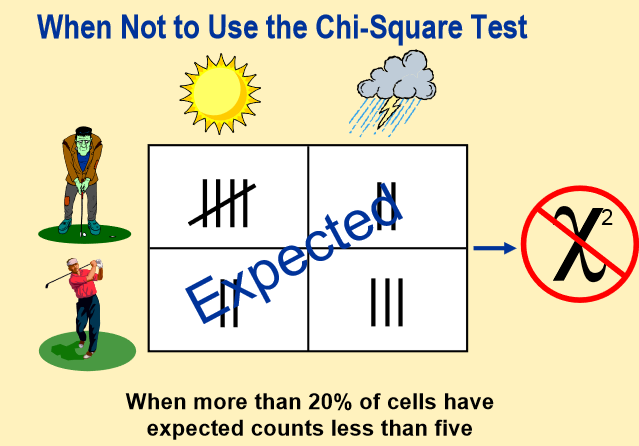 When Not to Use the Chi-Square Test
Expected
χ²
When more than 20% of cells have
expected counts less than five